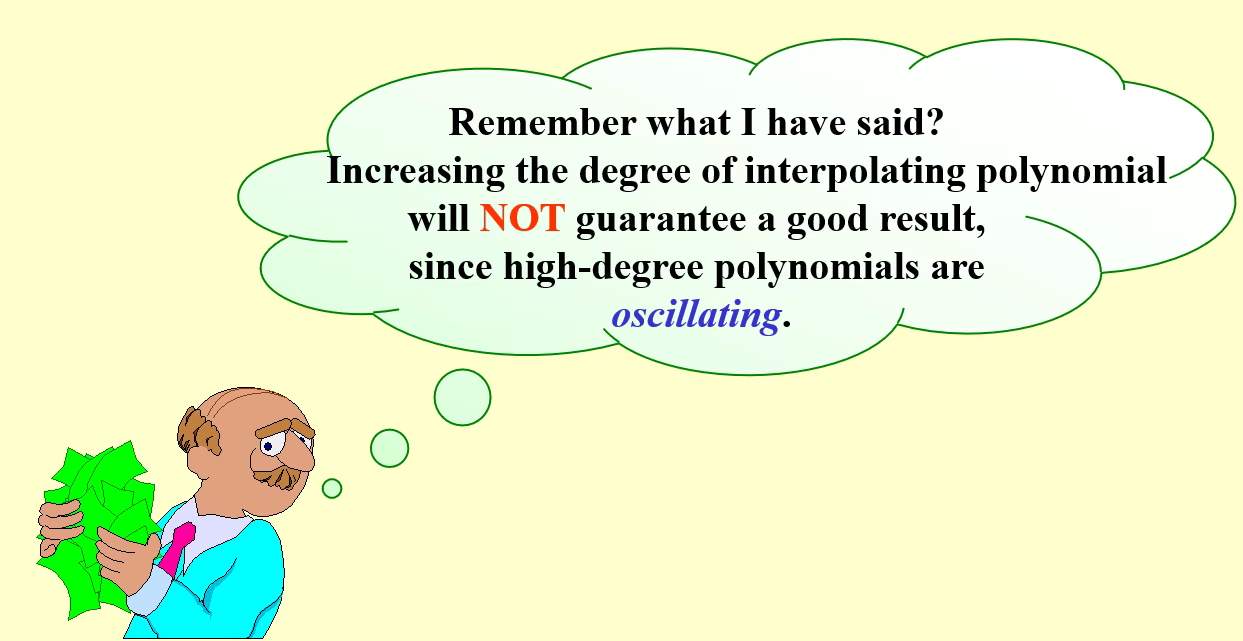 Remember what I have said?
Increasing the degree of interpolating polynomial
will NOT guarantee a good result,
since high-degree polynomials are
oscillating.